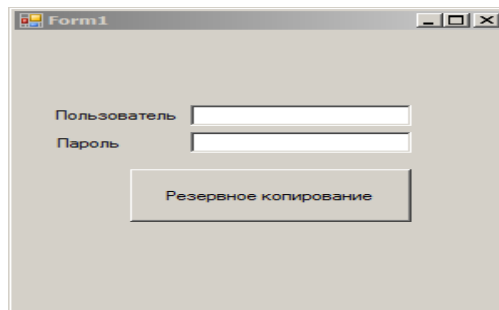 Form1
Пользователь
Пароль
Резервное копирование